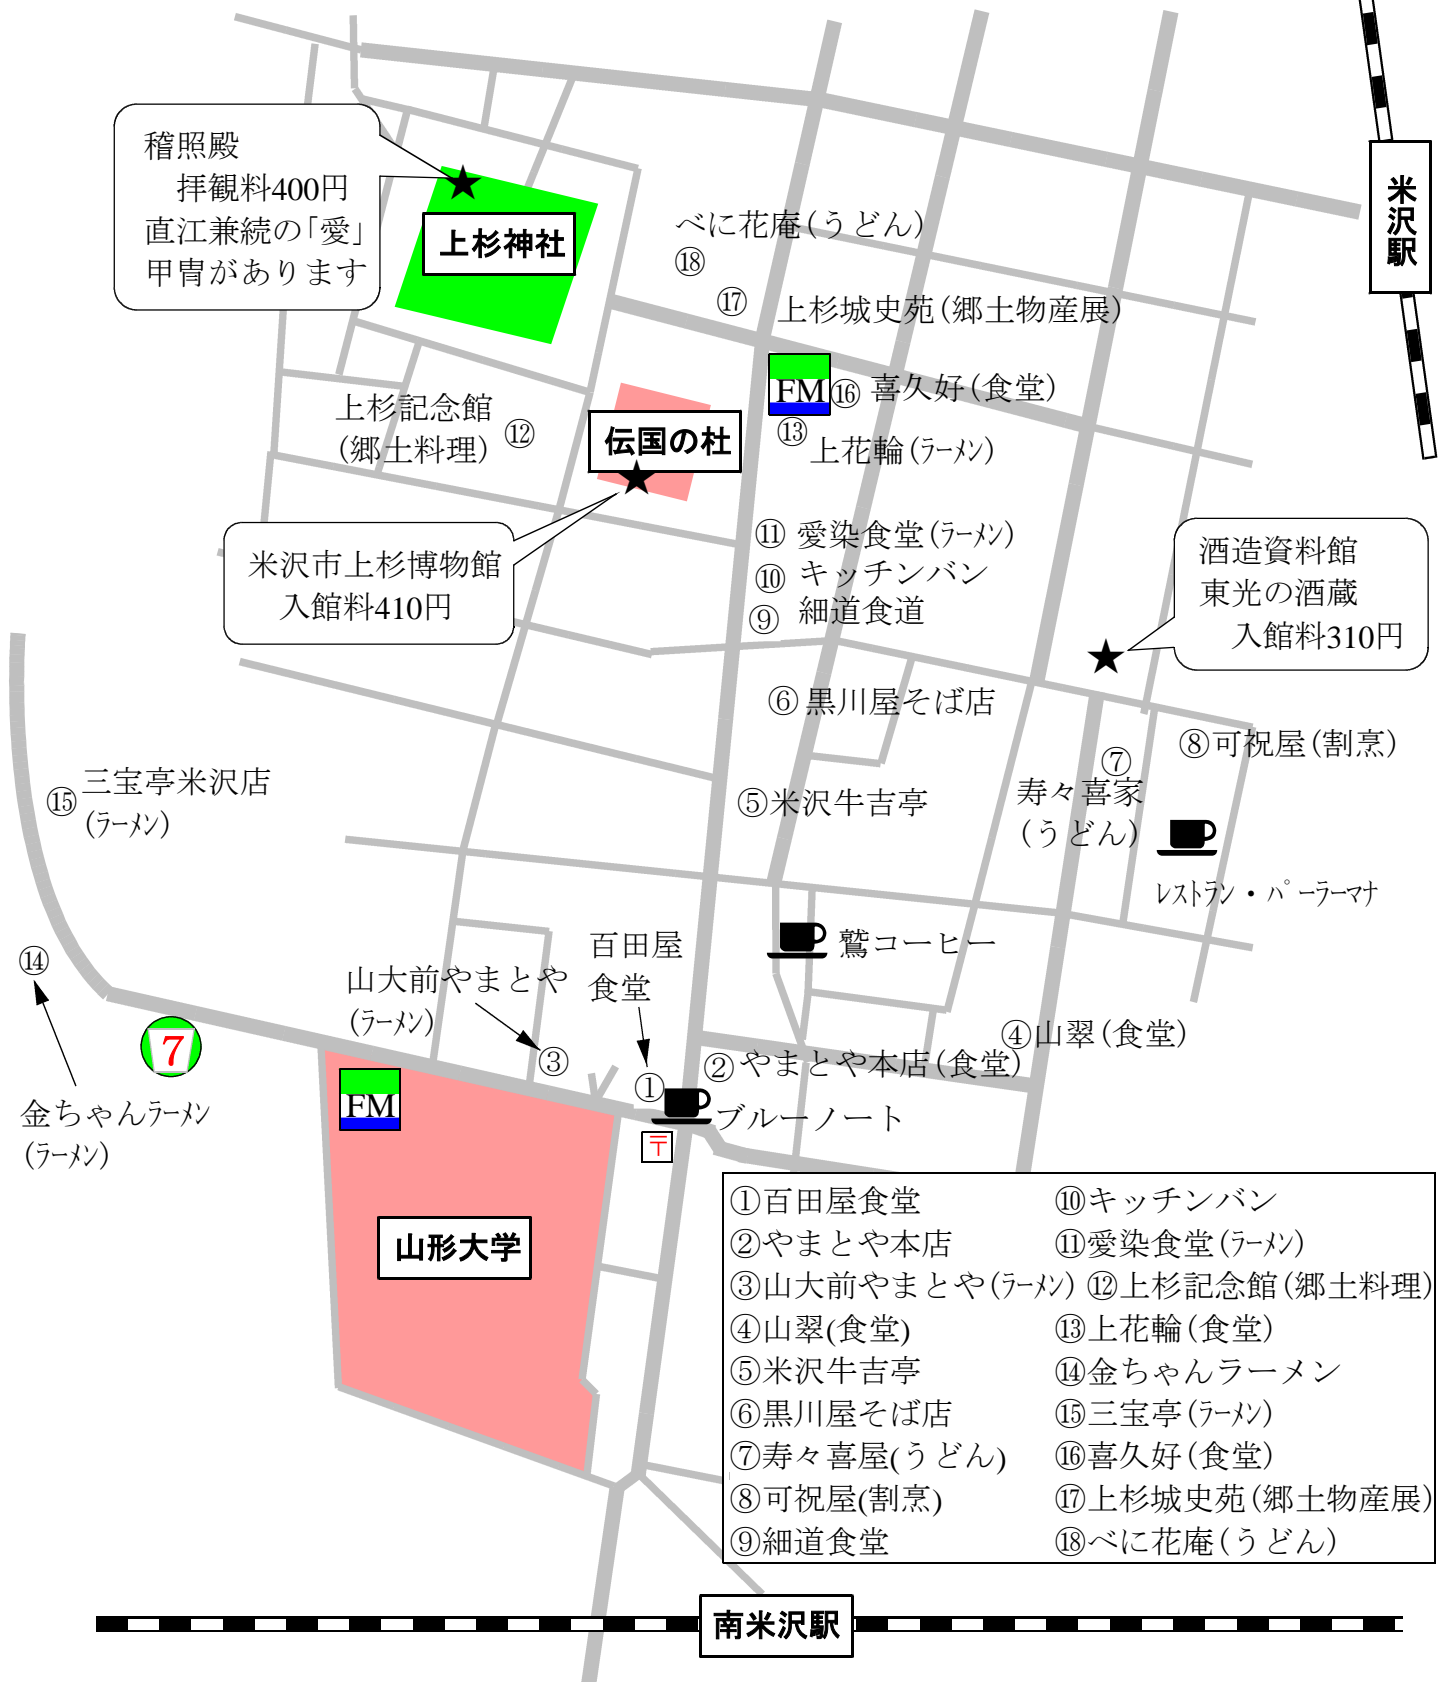 稽照殿
拝観料400円
直江兼続の「愛」
甲冑があります
上杉神社
米沢駅
べに花庵(うどん)
⑱
⑰
上杉城史苑(郷土物産展)
FM
⑯ 喜久好(食堂)
⑬
上花輪(ラーメン)
上杉記念館
(郷土料理)
⑫
伝国の杜
米沢市上杉博物館
入館料410円
⑪ 愛染食堂(ラーメン)
⑩ キッチンバン
⑨ 細道食道
酒造資料館
東光の酒蔵
入館料310円
⑥黒川屋そば店
⑧可祝屋(割烹)
⑦
寿々喜家
(うどん)
⑤米沢牛吉亭
レストラン・パーラーマナ
⑮
三宝亭米沢店
(ラーメン)
鷲コーヒー
百田屋
食堂
山大前やまとや
(ラーメン)
⑭
7
③
①
②やまとや本店(食堂)
④山翠(食堂)
金ちゃんラーメン
(ラーメン)
FM
ブルーノート
〒
山形大学
①百田屋食堂
②やまとや本店
③山大前やまとや(ラーメン)
④山翠(食堂)
⑤米沢牛吉亭
⑥黒川屋そば店
⑦寿々喜屋(うどん)
⑧可祝屋(割烹)
⑨細道食堂
⑩キッチンバン
⑪愛染食堂(ラーメン)
⑫上杉記念館(郷土料理)
⑬上花輪(食堂)
⑭金ちゃんラーメン
⑮三宝亭(ラーメン)
⑯喜久好(食堂)
⑰上杉城史苑(郷土物産展)
⑱べに花庵(うどん)
南米沢駅